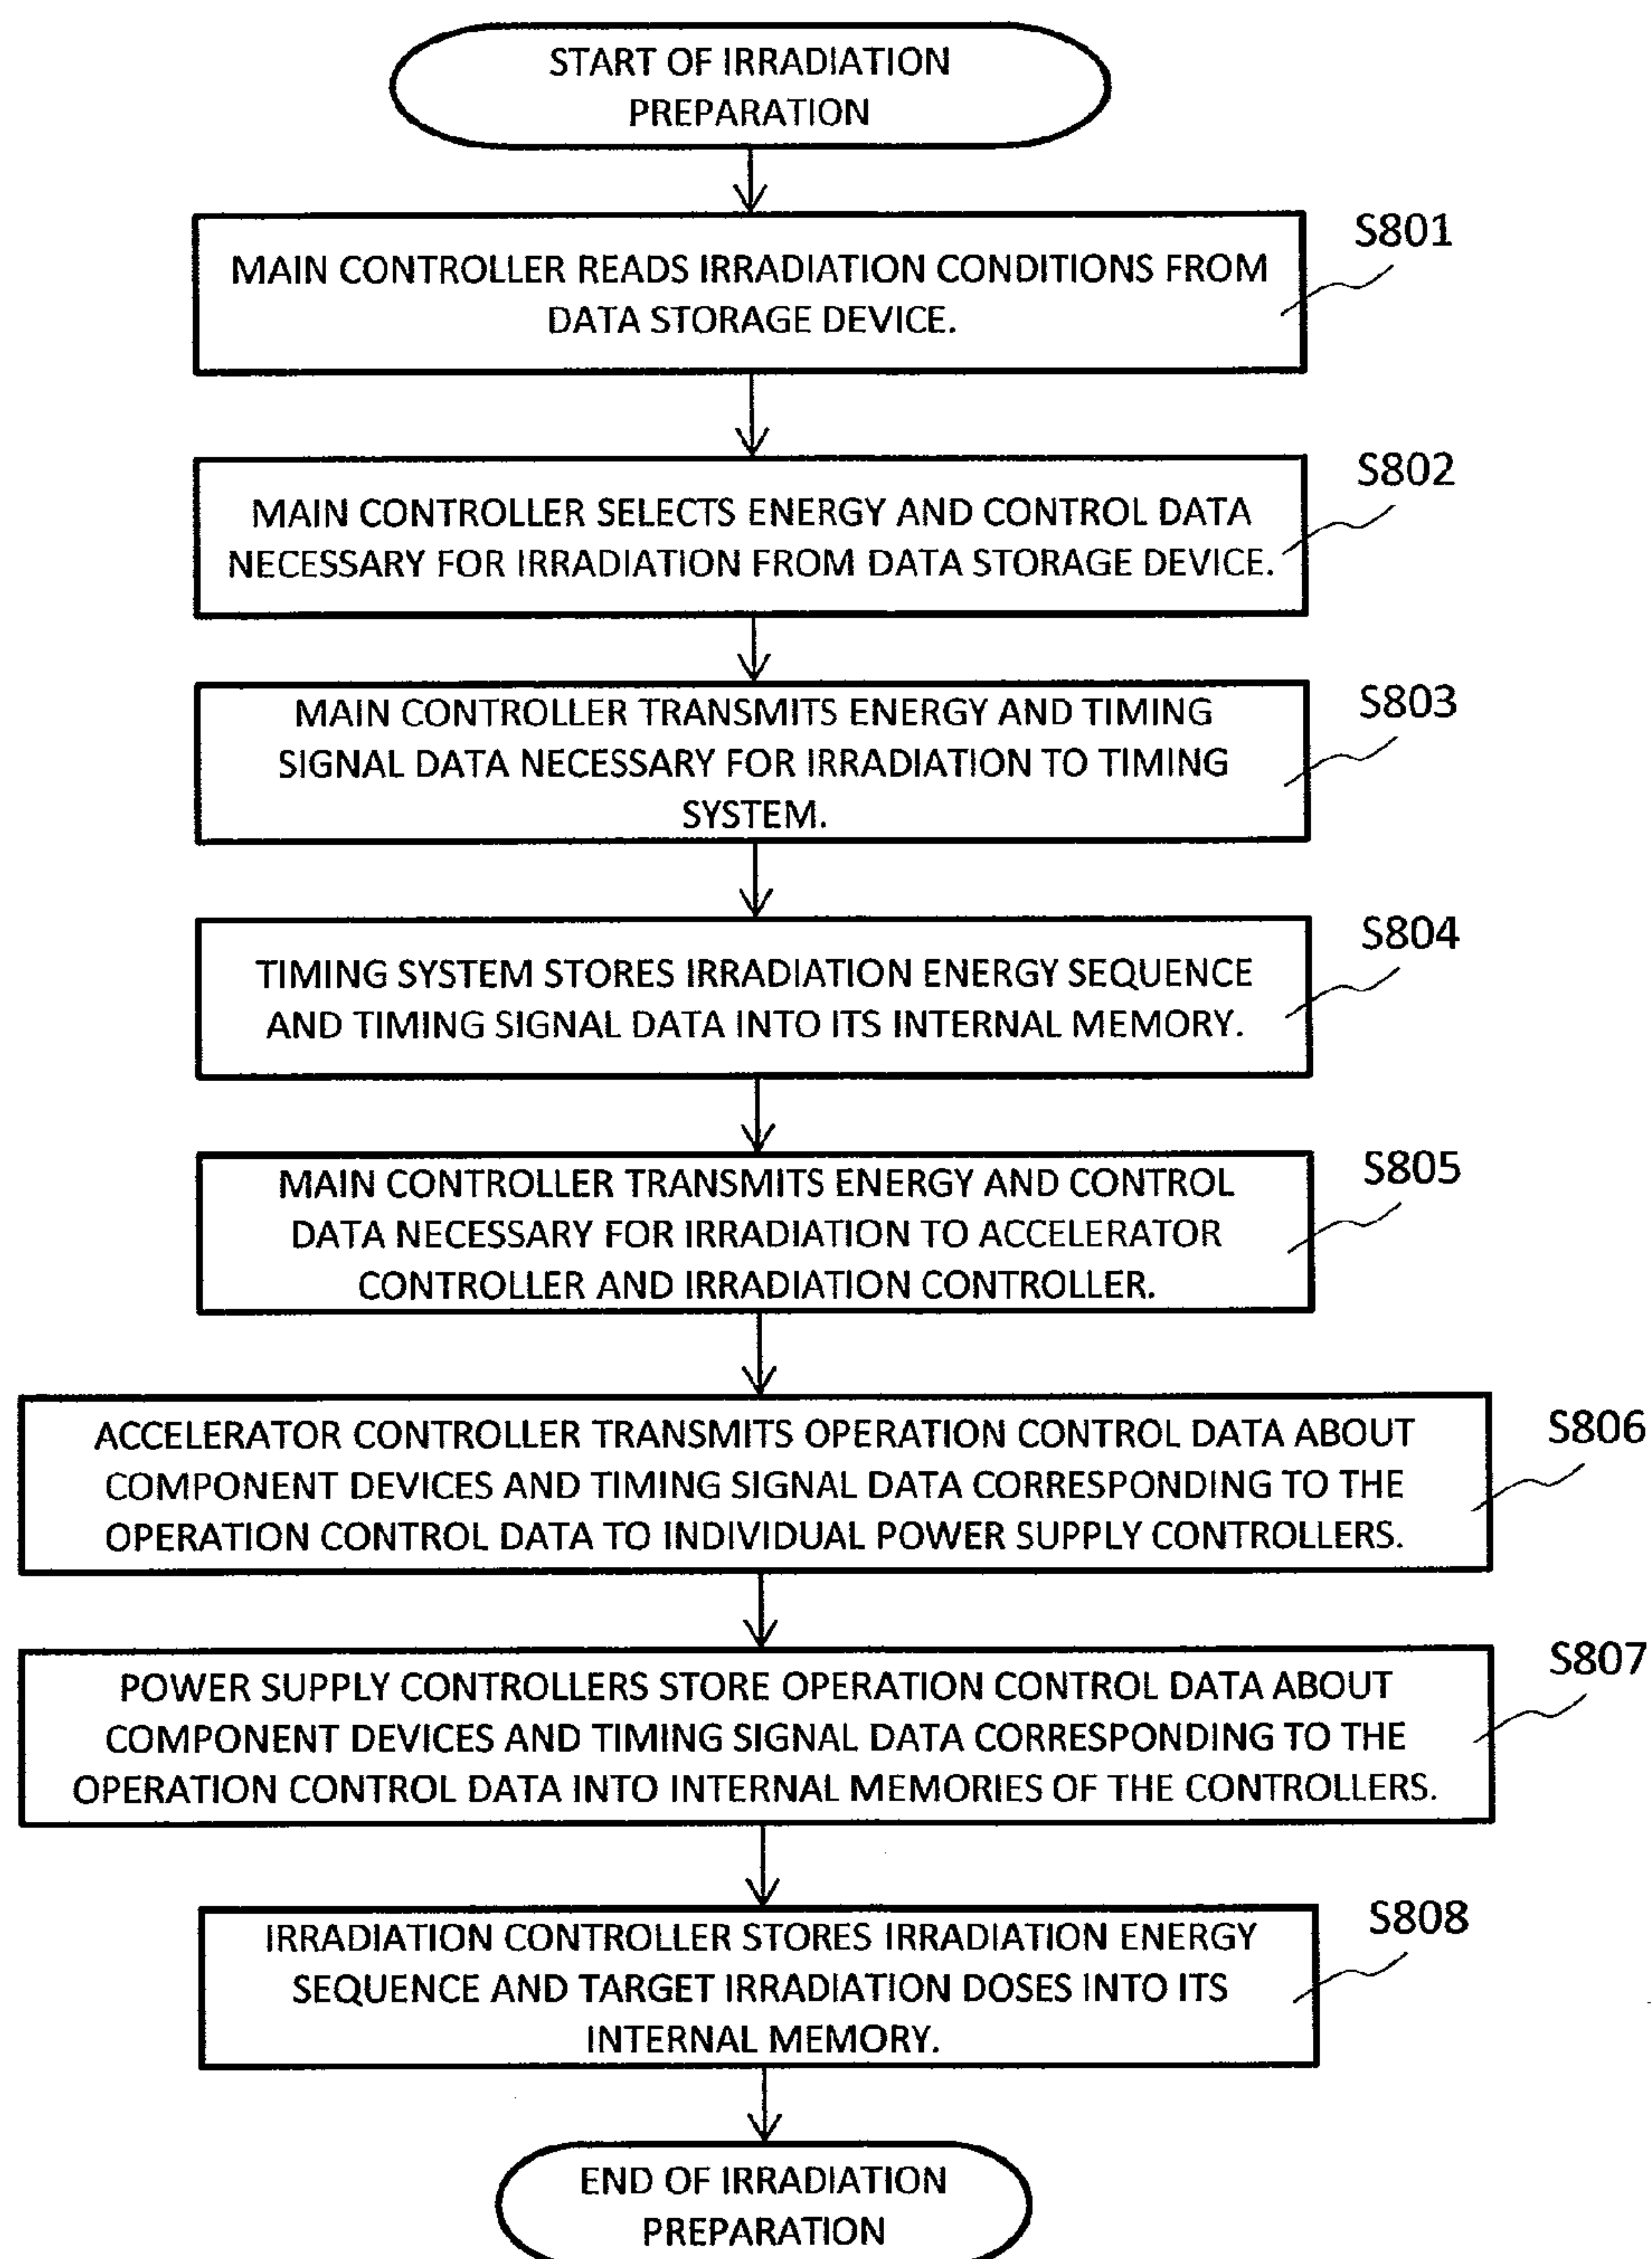 START OF IRRADIATION
PREPARATION
S801
MAIN CONTROLLER READS IRRADIATION CONDITIONS FROM
DATA STORAGE DEVICE.
S802
MAIN CONTROLLER SELECTS ENERGY AND CONTROL DATA
NECESSARY FOR IRRADIATION FROM DATA STORAGE DEVICE.
S803
MAIN CONTROLLER TRANSMITS ENERGY AND TIMING
SIGNAL DATA NECESSARY FOR IRRADIATION TO TIMING
SYSTEM.
S804
TIMING SYSTEM STORES IRRADIATION ENERGY SEQUENCE
AND TIMING SIGNAL DATA INTO ITS INTERNAL MEMORY.
S805
MAIN CONTROLLER TRANSMITS ENERGY AND CONTROL
DATA NECESSARY FOR IRRADIATION TO ACCELERATOR
CONTROLLER AND IRRADIATION CONTROLLER.
S806
ACCELERATOR CONTROLLER TRANSMITS OPERATION CONTROL DATA ABOUT
COMPONENT DEVICES AND TIMING SIGNAL DATA CORRESPONDING TO THE
OPERATION CONTROL DATA TO INDIVIDUAL POWER SUPPLY CONTROLLERS.
S807
POWER SUPPLY CONTROLLERS STORE OPERATION CONTROL DATA ABOUT
COMPONENT DEVICES AND TIMING SIGNAL DATA CORRESPONDING TO THE
OPERATION CONTROL DATA INTO INTERNAL MEMORIES OF THE CONTROLLERS.
S808
IRRADIATION CONTROLLER STORES IRRADIATION ENERGY
SEQUENCE AND TARGET IRRADIATION DOSES INTO ITS
INTERNAL MEMORY.
END OF IRRADIATION
PREPARATION